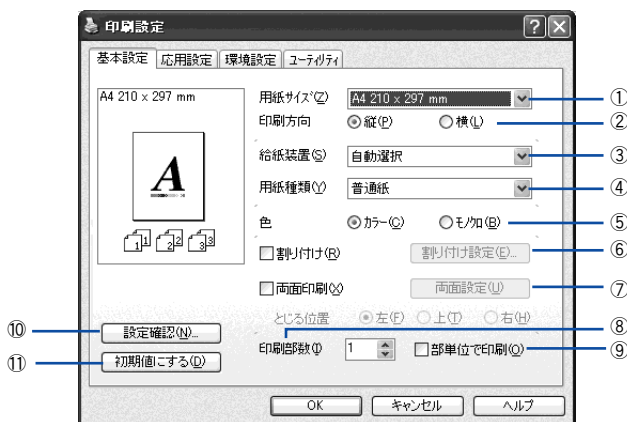 印刷設定
基本設定 応用設定 環境設定 ユーティリティ
A4 210 x 297 mm
A
1 1 2 2 3 3
用紙サイズ(Z) A4 210 x 297 mm ①
印刷方向 縦(P) 横(L) ②
給紙装置(S) 自動選択 ③
用紙種類(Y) 普通紙 ④
色 カラー(C) モノクロ(B) ⑤
割り付け(R) 割り付け設定(E)... ⑥
両面印刷(X) 両面設定(U) ⑦
とじる位置 左(F) 上(T) 右(H)
⑧
印刷部数(I) 1 部単位で印刷(O) ⑨
⑩ 設定確認(N)...
⑪ 初期値にする(D)
OK キャンセル ヘルプ